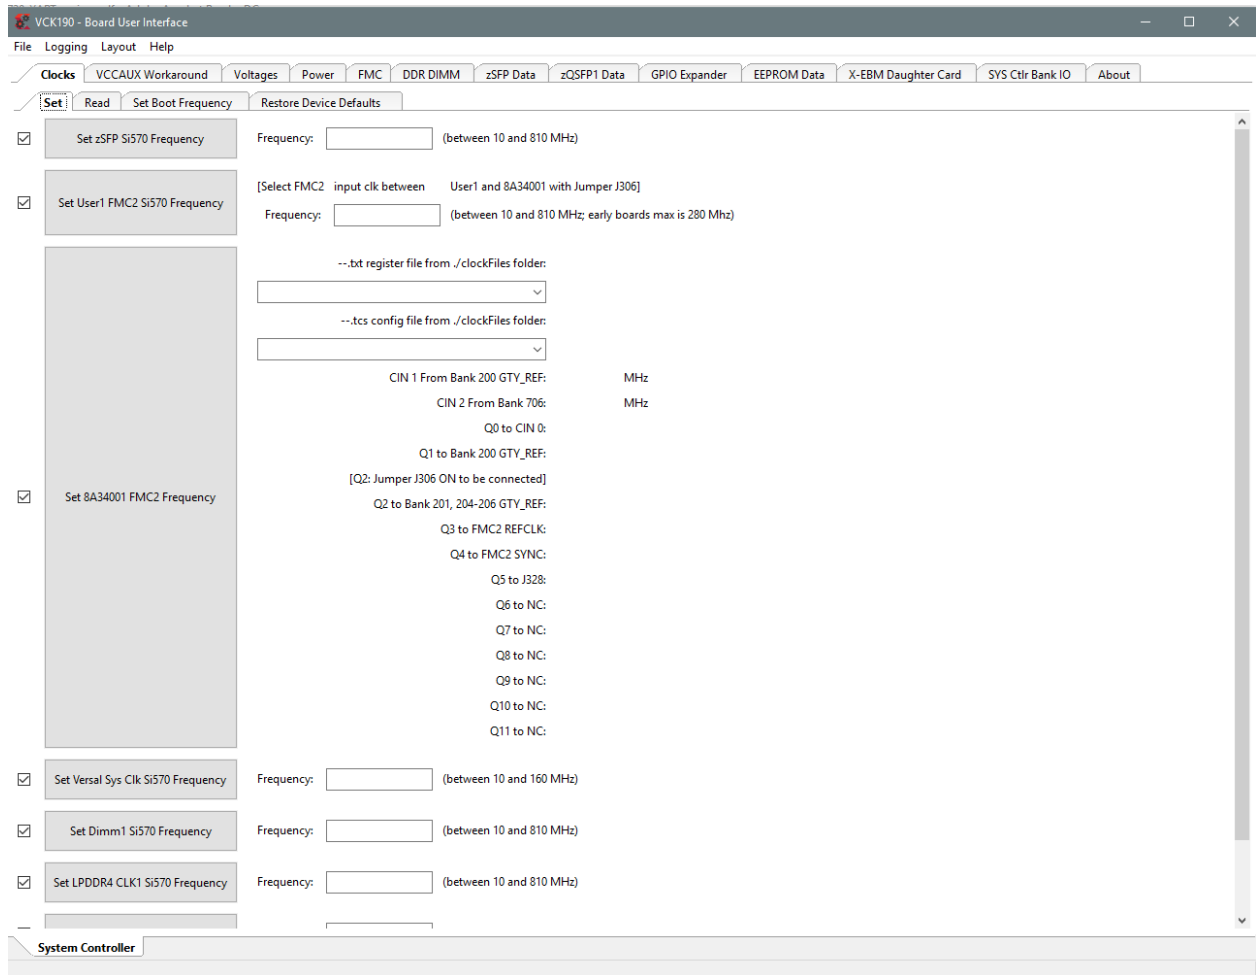 VCK190 - Board User Interface
File Logging Layout Help
Clocks VCCAUX Workaround Voltages Power FMC DDR DIMM zSFP Data zQSFP1 Data GPIO Expander EEPROM Data X-EBM Daughter Card SYS Ctlr Bank IO About
Set Read Set Boot Frequency Restore Device Defaults
Set zSFP Si570 Frequency Frequency: (between 10 and 810 MHz)
[Select FMC2 input clk between User1 and 8A34001 with Jumper J306]
Set User1 FMC2 Si570 Frequency
Frequency: (between 10 and 810 MHz; early boards max is 280 Mhz)
--.txt register file from ./clockFiles folder:
--.tcs config file from ./clockFiles folder:
CIN 1 From Bank 200 GTY_REF: MHz
CIN 2 From Bank 706: MHz
Q0 to CIN 0:
Q1 to Bank 200 GTY_REF:
[Q2: Jumper J306 ON to be connected]
Set 8A34001 FMC2 Frequency
Q2 to Bank 201, 204-206 GTY_REF:
Q3 to FMC2 REFCLK:
Q4 to FMC2 SYNC:
Q5 to J328:
Q6 to NC:
Q7 to NC:
Q8 to NC:
Q9 to NC:
Q10 to NC:
Q11 to NC:
Set Versal Sys Clk Si570 Frequency Frequency: (between 10 and 160 MHz)
Set Dimm1 Si570 Frequency Frequency: (between 10 and 810 MHz)
Set LPDDR4 CLK1 Si570 Frequency Frequency: (between 10 and 810 MHz)
System Controller